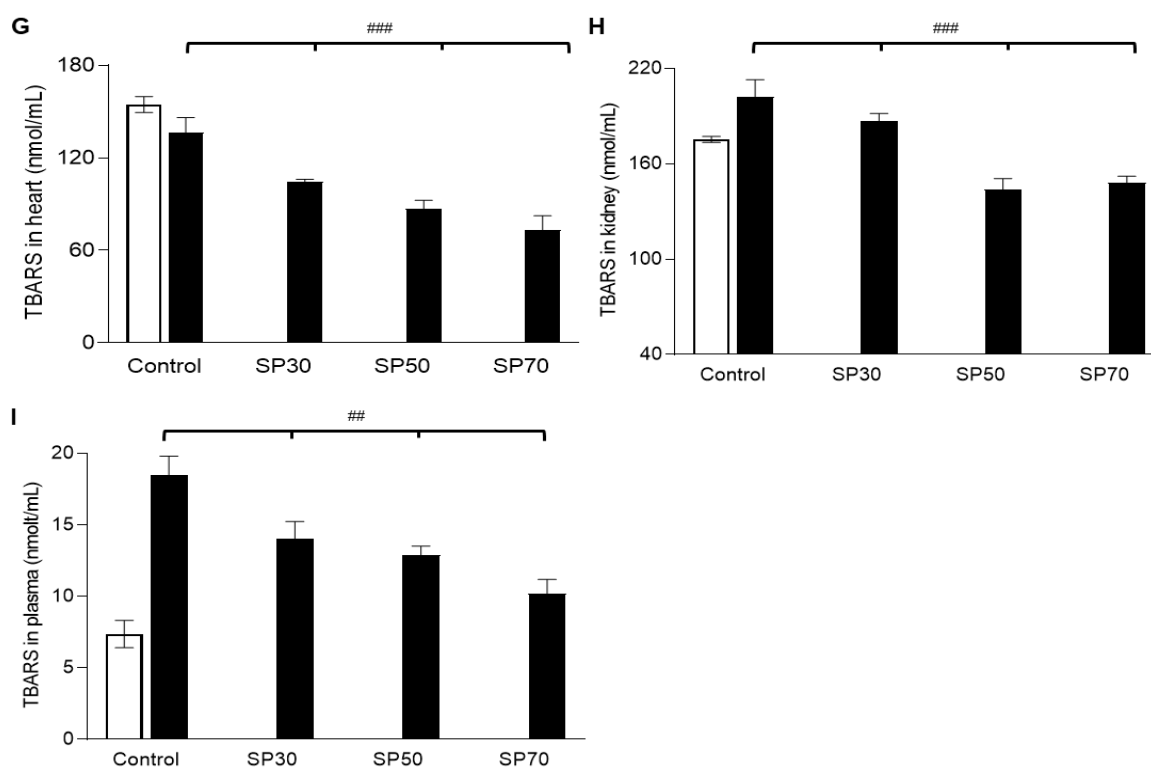 G
###
TBARS in heart (nmol/mL)
180
120
60
0
Control SP30 SP50 SP70
H
###
TBARS in kidney (nmol/mL)
220
160
100
40
Control SP30 SP50 SP70
I
##
TBARS in plasma (nmolt/mL)
20
15
10
5
0
Control SP30 SP50 SP70